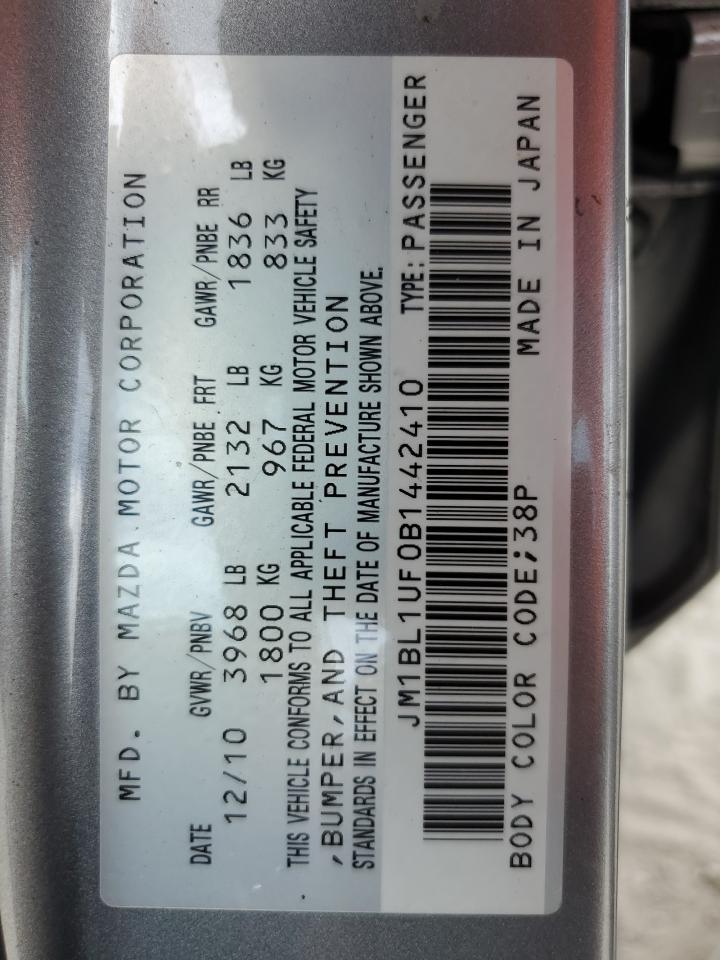 MFD. BY MAZDA MOTOR CORPORATION
DATE GVWR/PNBV GAWR/PNBE FRT GAWR/PNBE RR
12/10 3968 LB 2132 LB 1836 LB
1800 KG 967 KG 833 KG
THIS VEHICLE CONFORMS TO ALL APPLICABLE FEDERAL MOTOR VEHICLE SAFETY
,BUMPER,AND THEFT PREVENTION
STANDARDS IN EFFECT ON THE DATE OF MANUFACTURE SHOWN ABOVE.
JM1BL1UF0B1442410 TYPE:PASSENGER
BODY COLOR CODE;38P MADE IN JAPAN